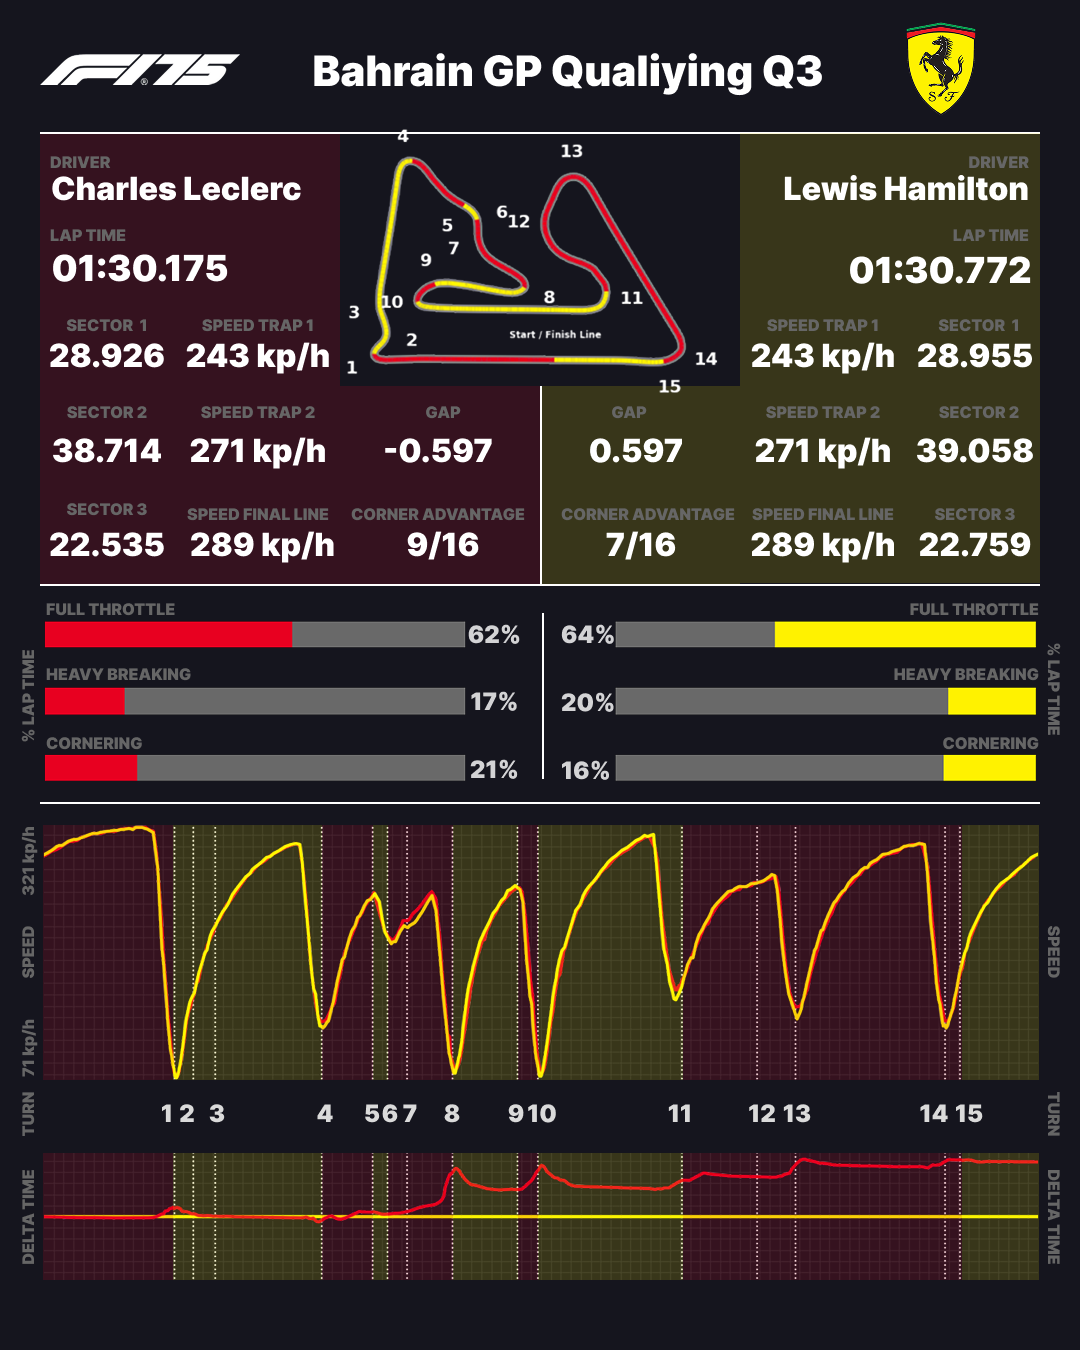 F1 75
®
Bahrain GP Qualiying Q3
S F
DRIVER
Charles Leclerc
LAP TIME
01:30.175
SECTOR 1
SPEED TRAP 1
28.926
243 kp/h
SECTOR 2
SPEED TRAP 2
GAP
38.714
271 kp/h
-0.597
SECTOR 3
SPEED FINAL LINE
CORNER ADVANTAGE
22.535
289 kp/h
9/16
4
13
6
12
5
7
9
10
8
11
3
Start / Finish Line
2
1
14
15
DRIVER
Lewis Hamilton
LAP TIME
01:30.772
SPEED TRAP 1
SECTOR 1
243 kp/h
28.955
GAP
SPEED TRAP 2
SECTOR 2
0.597
271 kp/h
39.058
CORNER ADVANTAGE
SPEED FINAL LINE
SECTOR 3
7/16
289 kp/h
22.759
% LAP TIME
FULL THROTTLE
62%
HEAVY BREAKING
17%
CORNERING
21%
FULL THROTTLE
64%
HEAVY BREAKING
20%
CORNERING
16%
% LAP TIME
321 kp/h
SPEED
71 kp/h
SPEED
TURN
1 2 3 4 5 6 7 8 9 10 11 12 13 14 15
TURN
DELTA TIME
DELTA TIME